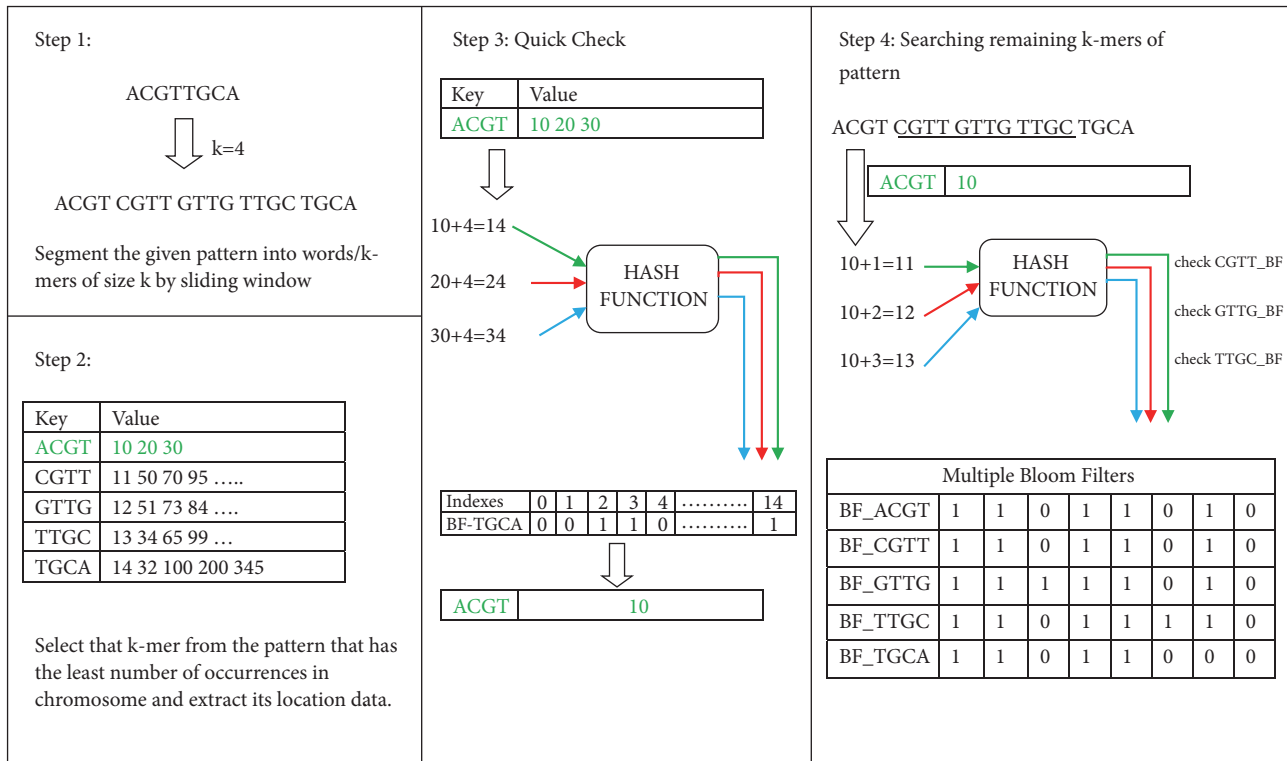 Step 1:
ACGTTGCA
k=4
ACGT CGTT GTTG TTGC TGCA
Segment the given pattern into words/k-
mers of size k by sliding window
Step 2:
Key Value
ACGT 10 20 30
CGTT 11 50 70 95 …..
GTTG 12 51 73 84 ….
TTGC 13 34 65 99 …
TGCA 14 32 100 200 345
Select that k-mer from the pattern that has
the least number of occurrences in
chromosome and extract its location data.
Step 3: Quick Check
Key Value
ACGT 10 20 30
10+4=14
20+4=24
30+4=34
HASH
FUNCTION
Indexes 0 1 2 3 4 .......... 14
BF-TGCA 0 0 1 1 0 .......... 1
ACGT 10
Step 4: Searching remaining k-mers of
pattern
ACGT CGTT GTTG TTGC TGCA
ACGT 10
10+1=11
10+2=12
10+3=13
HASH
FUNCTION
check CGTT_BF
check GTTG_BF
check TTGC_BF
Multiple Bloom Filters
BF_ACGT 1 1 0 1 1 0 1 0
BF_CGTT 1 1 0 1 1 0 1 0
BF_GTTG 1 1 1 1 1 0 1 0
BF_TTGC 1 1 0 1 1 1 1 0
BF_TGCA 1 1 0 1 1 0 0 0